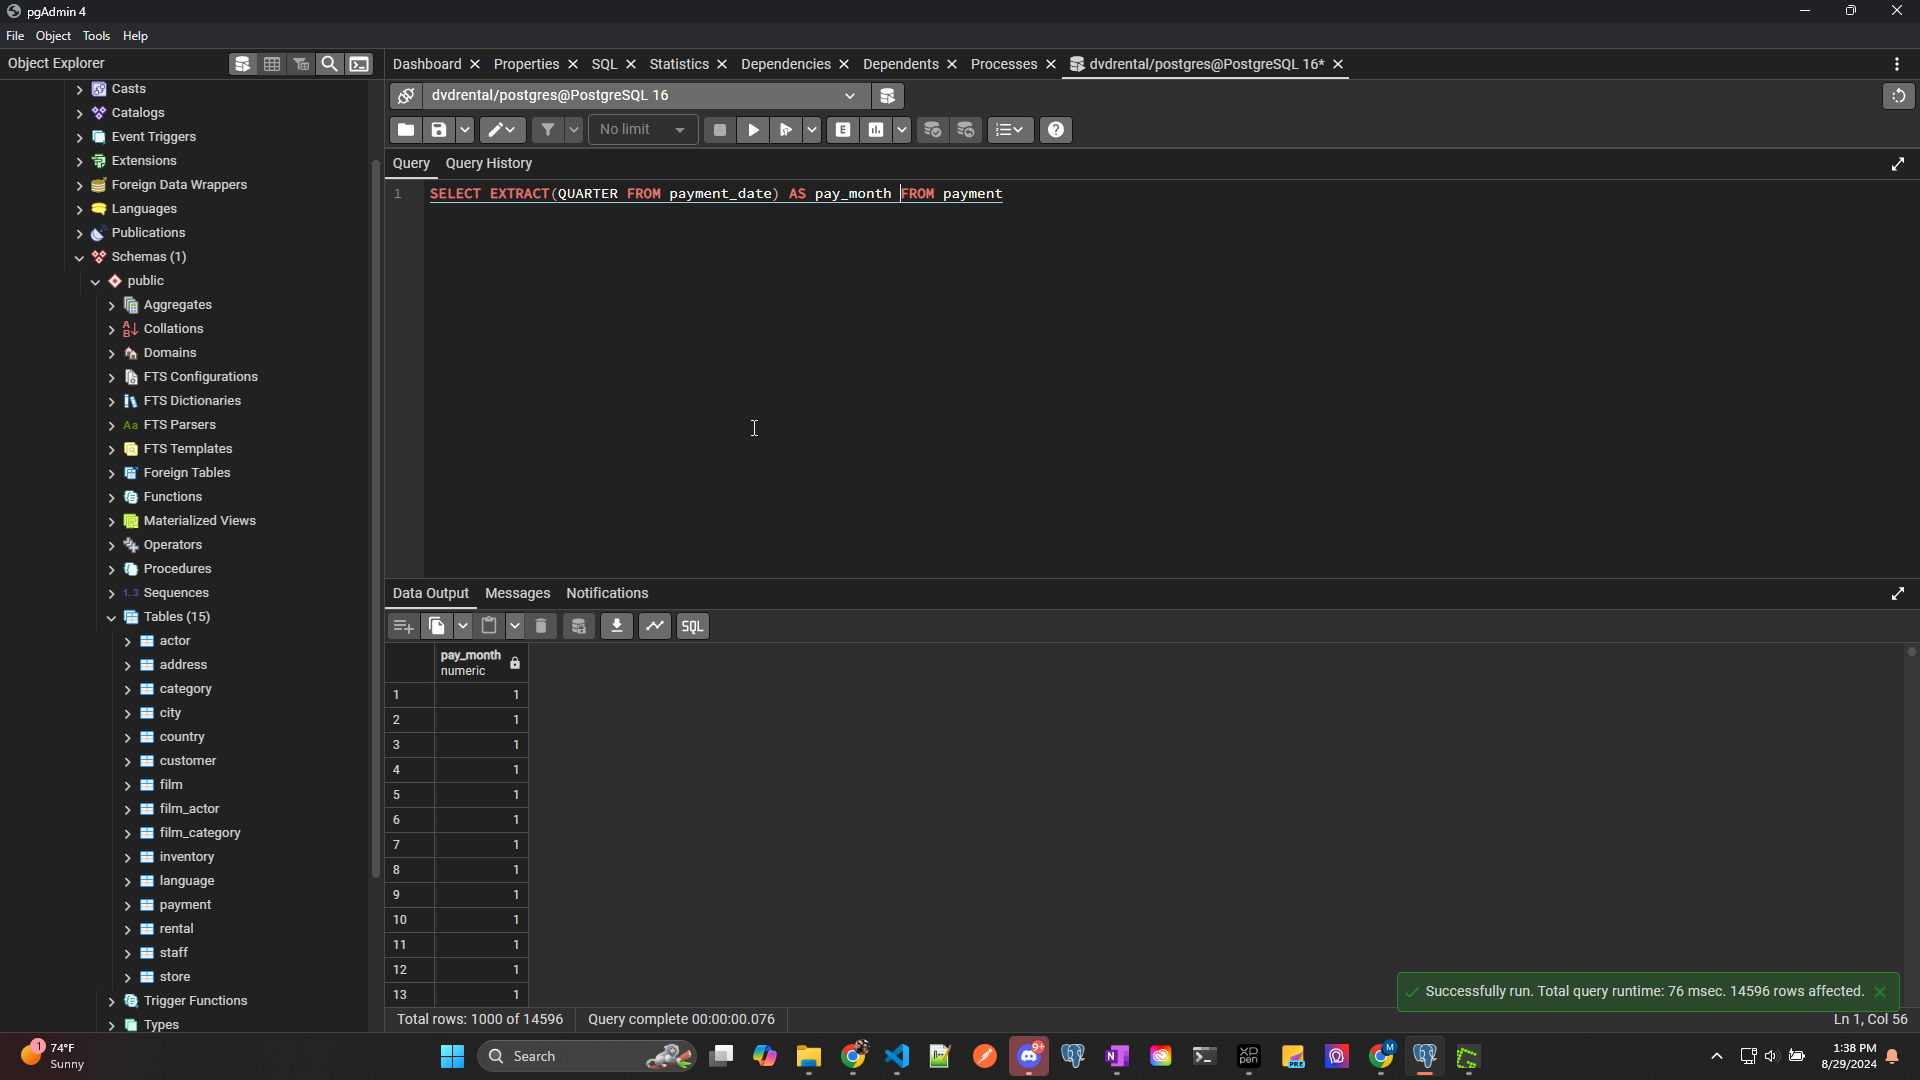 pgAdmin 4
File Object Tools Help
Object Explorer
Dashboard Properties SQL Statistics Dependencies Dependents Processes dvdrental/postgres@PostgreSQL 16*
dvdrental/postgres@PostgreSQL 16
No limit
E
Query Query History
1 SELECT EXTRACT(QUARTER FROM payment_date) AS pay_month FROM payment
Casts
Catalogs
Event Triggers
Extensions
Foreign Data Wrappers
Languages
Publications
Schemas (1)
public
Aggregates
Collations
Domains
FTS Configurations
FTS Dictionaries
Aa FTS Parsers
FTS Templates
Foreign Tables
Functions
Materialized Views
Operators
Procedures
1..3 Sequences
Tables (15)
actor
address
category
city
country
customer
film
film_actor
film_category
inventory
language
payment
rental
staff
store
Trigger Functions
Types
Data Output Messages Notifications
SQL
pay_month
numeric
1 1
2 1
3 1
4 1
5 1
6 1
7 1
8 1
9 1
10 1
11 1
12 1
13 1
Successfully run. Total query runtime: 76 msec. 14596 rows affected.
Total rows: 1000 of 14596 Query complete 00:00:00.076
Ln 1, Col 56
1
74°F
Sunny
Search
9+
XP
pen
PRE
M
1:38 PM
8/29/2024